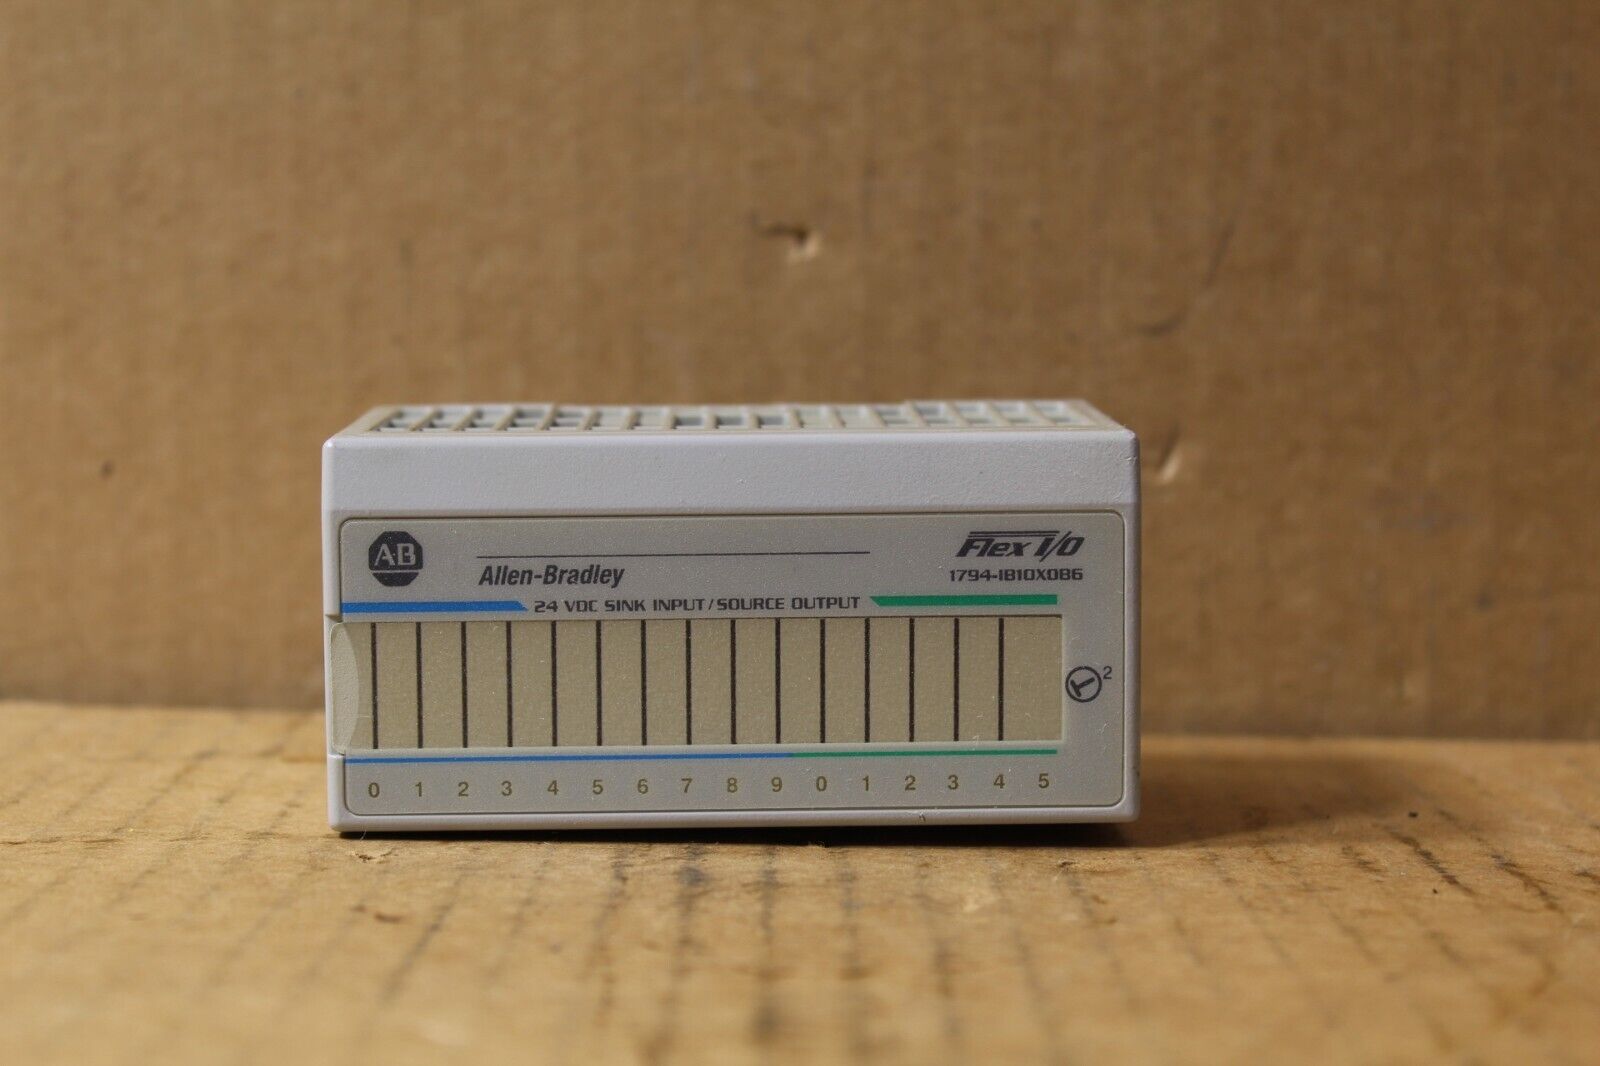 AB
Allen-Bradley
Flex I/O
1794-IB10XOB6
24 VDC SINK INPUT/SOURCE OUTPUT
2
0 1 2 3 4 5 6 7 8 9 0 1 2 3 4 5